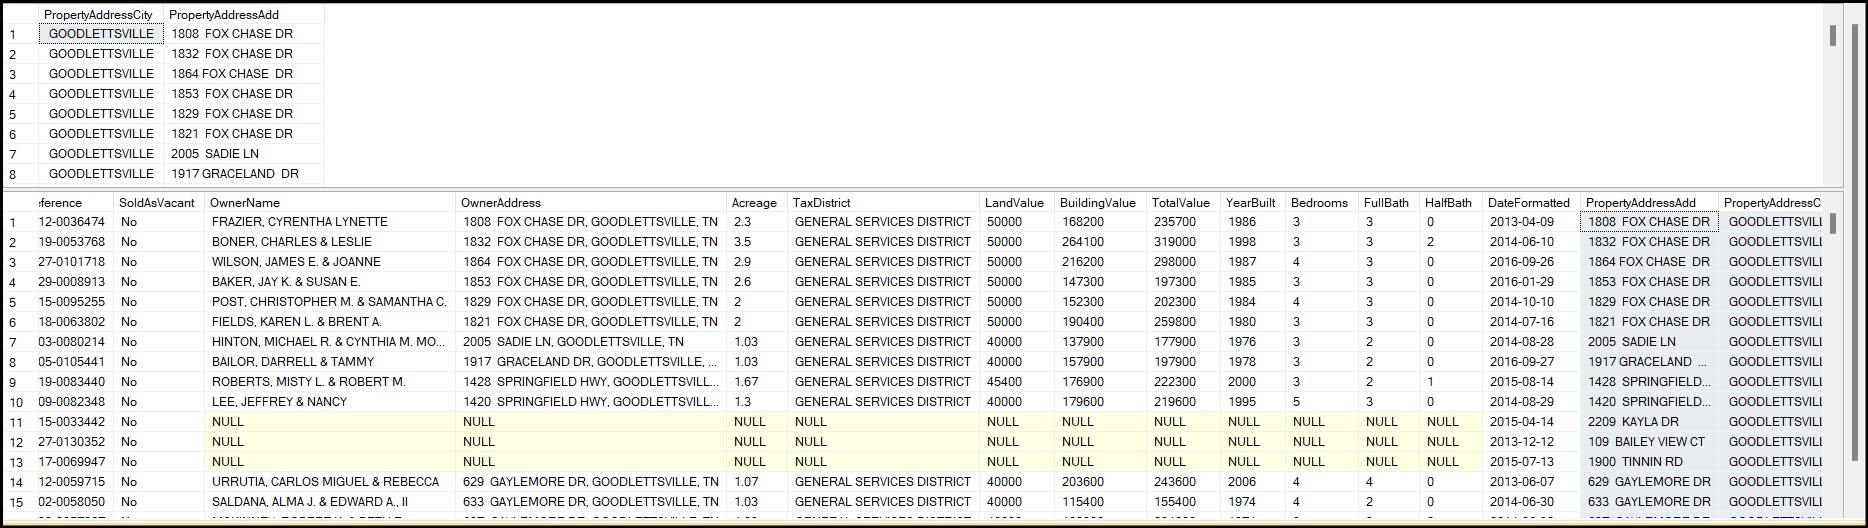 PropertyAddressCity PropertyAddressAdd
1 GOODLETTSVILLE 1808 FOX CHASE DR
2 GOODLETTSVILLE 1832 FOX CHASE DR
3 GOODLETTSVILLE 1864 FOX CHASE DR
4 GOODLETTSVILLE 1853 FOX CHASE DR
5 GOODLETTSVILLE 1829 FOX CHASE DR
6 GOODLETTSVILLE 1821 FOX CHASE DR
7 GOODLETTSVILLE 2005 SADIE LN
8 GOODLETTSVILLE 1917 GRACELAND DR
ference SoldAsVacant OwnerName OwnerAddress Acreage TaxDistrict LandValue BuildingValue TotalValue YearBuilt Bedrooms FullBath HalfBath DateFormatted PropertyAddressAdd PropertyAddressC
1 12-0036474 No FRAZIER, CYRENTHA LYNETTE 1808 FOX CHASE DR, GOODLETTSVILLE, TN 2.3 GENERAL SERVICES DISTRICT 50000 168200 235700 1986 3 3 0 2013-04-09 1808 FOX CHASE DR GOODLETTSVILL
2 19-0053768 No BONER, CHARLES & LESLIE 1832 FOX CHASE DR, GOODLETTSVILLE, TN 3.5 GENERAL SERVICES DISTRICT 50000 264100 319000 1998 3 3 2 2014-06-10 1832 FOX CHASE DR GOODLETTSVILL
3 27-0101718 No WILSON, JAMES E. & JOANNE 1864 FOX CHASE DR, GOODLETTSVILLE, TN 2.9 GENERAL SERVICES DISTRICT 50000 216200 298000 1987 4 3 0 2016-09-26 1864 FOX CHASE DR GOODLETTSVILL
4 29-0008913 No BAKER, JAY K. & SUSAN E. 1853 FOX CHASE DR, GOODLETTSVILLE, TN 2.6 GENERAL SERVICES DISTRICT 50000 147300 197300 1985 3 3 0 2016-01-29 1853 FOX CHASE DR GOODLETTSVILL
5 15-0095255 No POST, CHRISTOPHER M. & SAMANTHA C. 1829 FOX CHASE DR, GOODLETTSVILLE, TN 2 GENERAL SERVICES DISTRICT 50000 152300 202300 1984 4 3 0 2014-10-10 1829 FOX CHASE DR GOODLETTSVILL
6 18-0063802 No FIELDS, KAREN L. & BRENT A. 1821 FOX CHASE DR, GOODLETTSVILLE, TN 2 GENERAL SERVICES DISTRICT 50000 190400 259800 1980 3 3 0 2014-07-16 1821 FOX CHASE DR GOODLETTSVILL
7 03-0080214 No HINTON, MICHAEL R. & CYNTHIA M. MO... 2005 SADIE LN, GOODLETTSVILLE, TN 1.03 GENERAL SERVICES DISTRICT 40000 137900 177900 1976 3 2 0 2014-08-28 2005 SADIE LN GOODLETTSVILL
8 05-0105441 No BAILOR, DARRELL & TAMMY 1917 GRACELAND DR, GOODLETTSVILLE, ... 1.03 GENERAL SERVICES DISTRICT 40000 157900 197900 1978 3 2 0 2016-09-27 1917 GRACELAND ... GOODLETTSVILL
9 19-0083440 No ROBERTS, MISTY L. & ROBERT M. 1428 SPRINGFIELD HWY, GOODLETTSVILL... 1.67 GENERAL SERVICES DISTRICT 45400 176900 222300 2000 3 2 1 2015-08-14 1428 SPRINGFIELD... GOODLETTSVILL
10 09-0082348 No LEE, JEFFREY & NANCY 1420 SPRINGFIELD HWY, GOODLETTSVILL... 1.3 GENERAL SERVICES DISTRICT 40000 179600 219600 1995 5 3 0 2014-08-29 1420 SPRINGFIELD... GOODLETTSVILL
11 15-0033442 No NULL NULL NULL NULL NULL NULL NULL NULL NULL NULL NULL 2015-04-14 2209 KAYLA DR GOODLETTSVILL
12 27-0130352 No NULL NULL NULL NULL NULL NULL NULL NULL NULL NULL NULL 2013-12-12 109 BAILEY VIEW CT GOODLETTSVILL
13 17-0069947 No NULL NULL NULL NULL NULL NULL NULL NULL NULL NULL NULL 2015-07-13 1900 TINNIN RD GOODLETTSVILL
14 12-0059715 No URRUTIA, CARLOS MIGUEL & REBECCA 629 GAYLEMORE DR, GOODLETTSVILLE, TN 1.07 GENERAL SERVICES DISTRICT 40000 203600 243600 2006 4 4 0 2013-06-07 629 GAYLEMORE DR GOODLETTSVILL
15 02-0058050 No SALDANA, ALMA J. & EDWARD A., II 633 GAYLEMORE DR, GOODLETTSVILLE, TN 1.03 GENERAL SERVICES DISTRICT 40000 115400 155400 1974 4 2 0 2014-06-30 633 GAYLEMORE DR GOODLETTSVILL